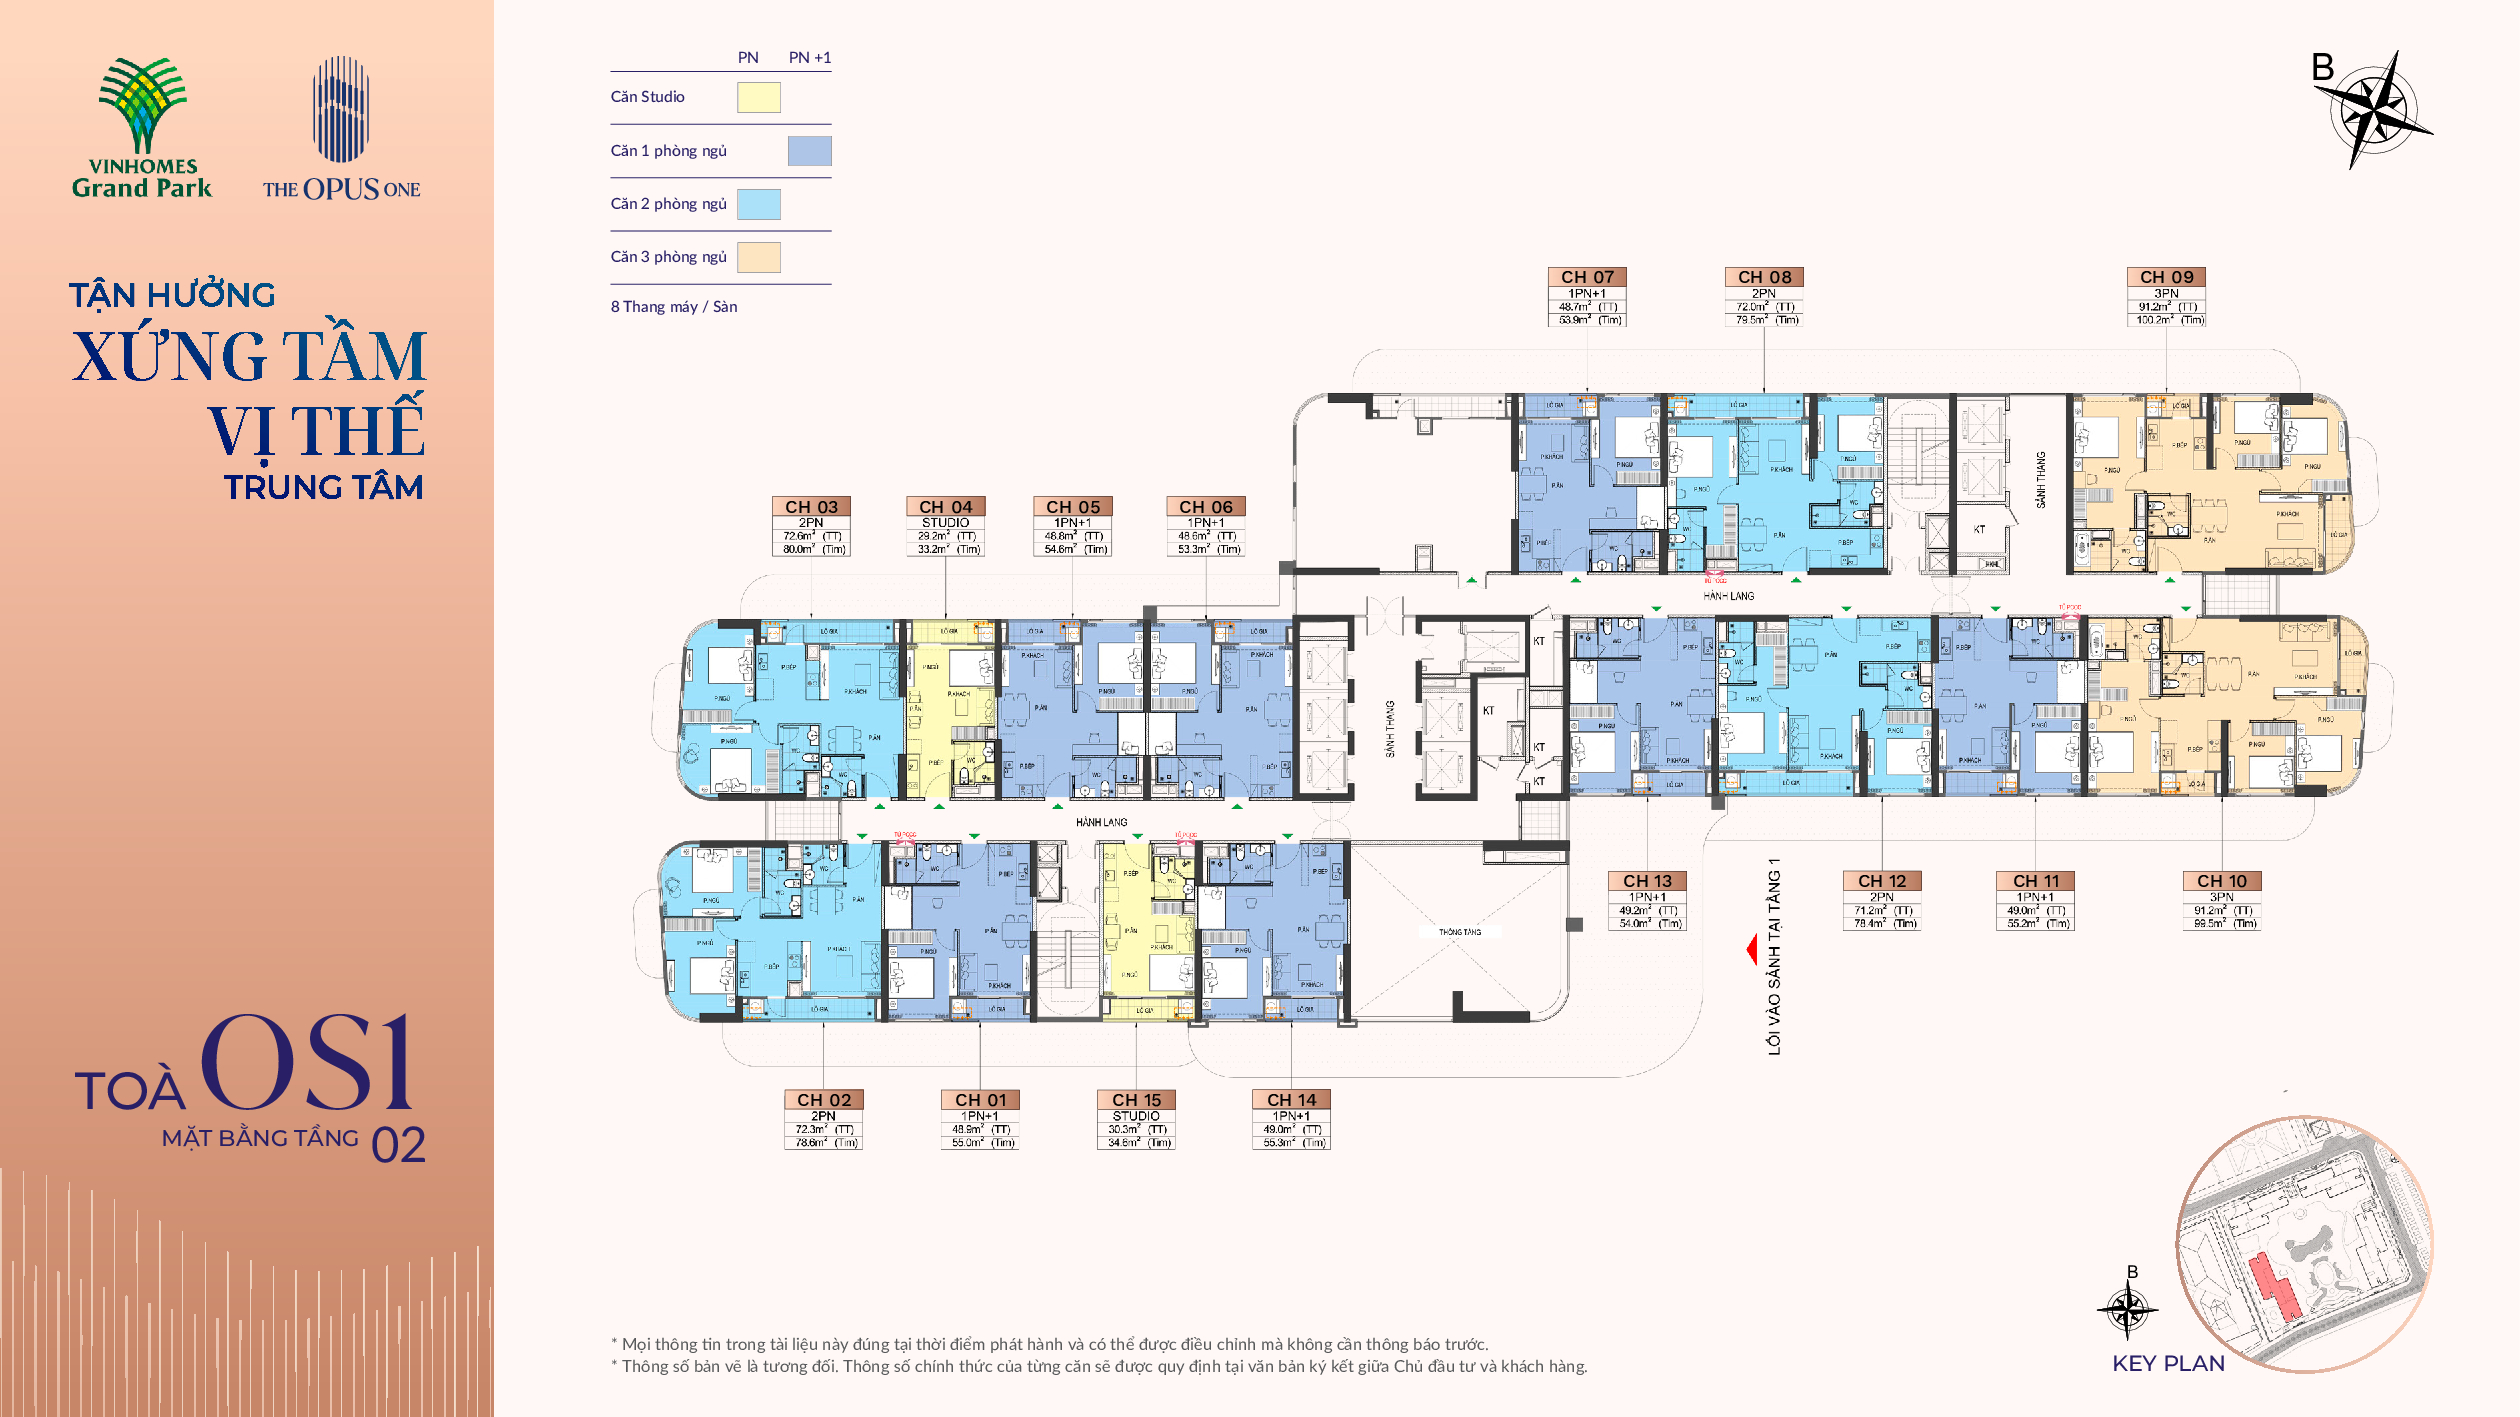 VINHOMES
Grand Park
THE OPUS ONE
TẬN HƯỞNG
XỨNG TẦM
VỊ THẾ
TRUNG TÂM
TOÀ OS1
MẶT BẰNG TẦNG 02
PN PN +1
Căn Studio
Căn 1 phòng ngủ
Căn 2 phòng ngủ
Căn 3 phòng ngủ
8 Thang máy / Sàn
B
CH 07
1PN+1
48.7m² (TT)
53.9m² (Tim)
CH 08
2PN
72.0m² (TT)
79.5m² (Tim)
CH 09
3PN
91.2m² (TT)
100.2m² (Tim)
CH 03
2PN
72.6m² (TT)
80.0m² (Tim)
CH 04
STUDIO
29.2m² (TT)
33.2m² (Tim)
CH 05
1PN+1
48.8m² (TT)
54.6m² (Tim)
CH 06
1PN+1
48.6m² (TT)
53.3m² (Tim)
SẢNH THANG
KT
HÀNH LANG
SẢNH THANG
KT
KT
KT
KT
HÀNH LANG
THÔNG TẦNG
CH 13
1PN+1
49.2m² (TT)
54.0m² (Tim)
CH 12
2PN
71.2m² (TT)
78.4m² (Tim)
CH 11
1PN+1
49.0m² (TT)
55.2m² (Tim)
CH 10
3PN
91.2m² (TT)
99.5m² (Tim)
LỐI VÀO SẢNH TẠI TẦNG 1
CH 02
2PN
72.3m² (TT)
78.6m² (Tim)
CH 01
1PN+1
48.9m² (TT)
55.0m² (Tim)
CH 15
STUDIO
30.3m² (TT)
34.6m² (Tim)
CH 14
1PN+1
49.0m² (TT)
55.3m² (Tim)
B
KEY PLAN
* Mọi thông tin trong tài liệu này đúng tại thời điểm phát hành và có thể được điều chỉnh mà không cần thông báo trước.
* Thông số bản vẽ là tương đối. Thông số chính thức của từng căn sẽ được quy định tại văn bản ký kết giữa Chủ đầu tư và khách hàng.